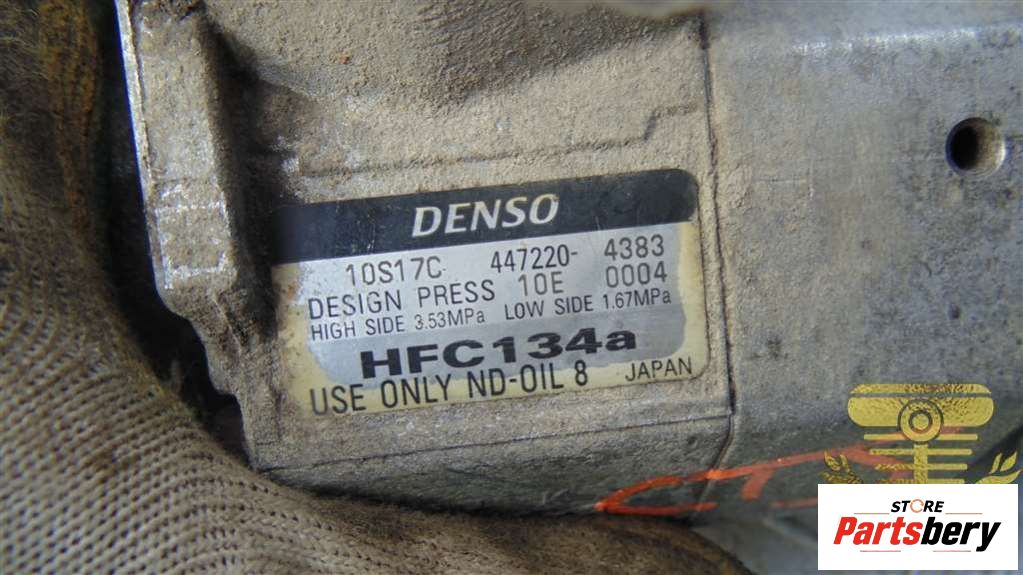 DENSO
10S17C 447220-4383
DESIGN PRESS 10E 0004
HIGH SIDE 3.53MPa LOW SIDE 1.67MPa
HFC134a
USE ONLY ND-OIL 8 JAPAN
STORE
Partsbery